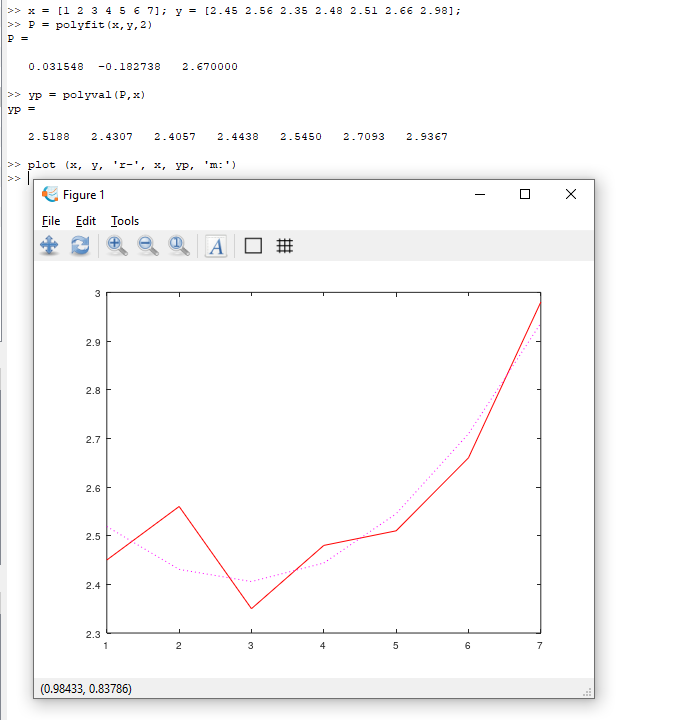 >> x = [1 2 3 4 5 6 7]; y = [2.45 2.56 2.35 2.48 2.51 2.66 2.98];
>> P = polyfit(x,y,2)
P =
0.031548 -0.182738 2.670000
>> yp = polyval(P,x)
yp =
2.5188 2.4307 2.4057 2.4438 2.5450 2.7093 2.9367
>> plot (x, y, 'r-', x, yp, 'm:')
>>
Figure 1
File Edit Tools
A
3
2.9
2.8
2.7
2.6
2.5
2.4
2.3
1 2 3 4 5 6 7
(0.98433, 0.83786)